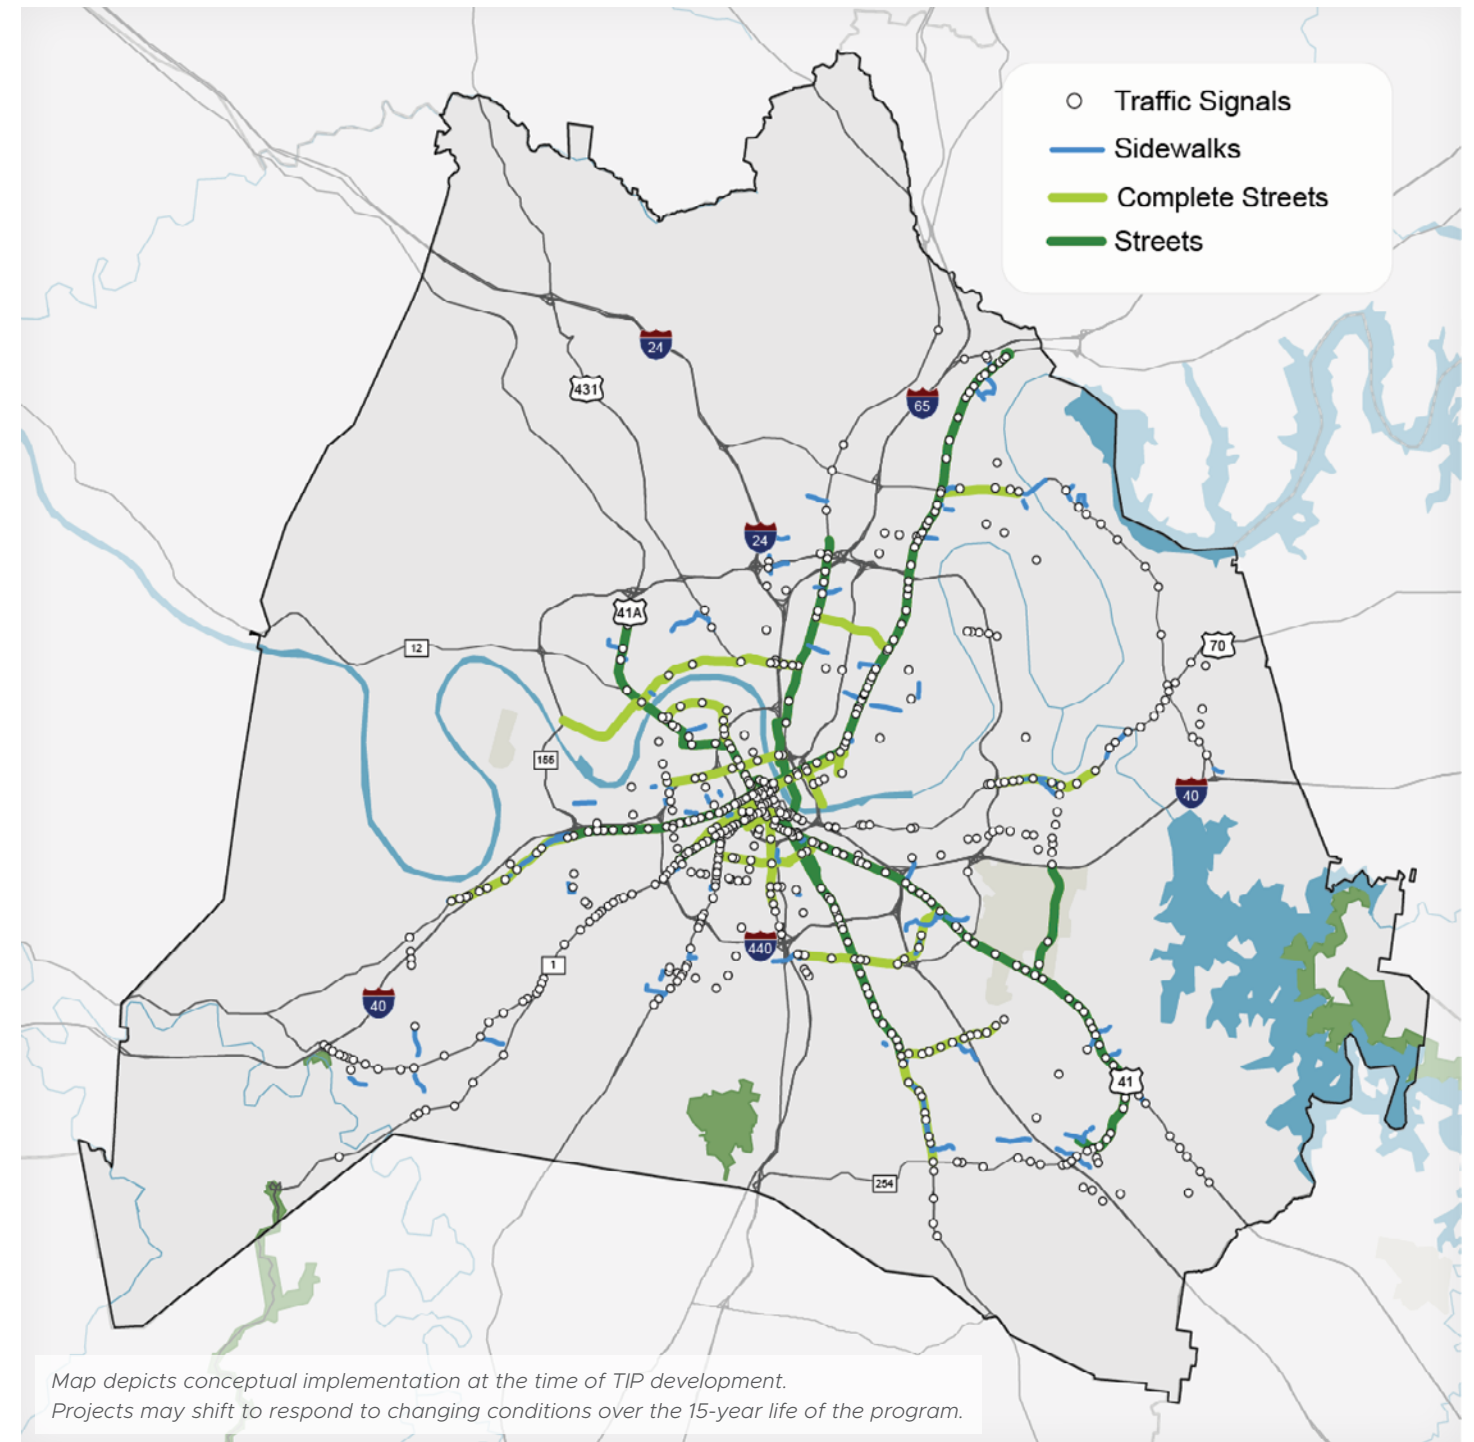 Traffic Signals
Sidewalks
Complete Streets
Streets
24
431
65
24
41A
12
70
155
40
440
1
40
41
254
Map depicts conceptual implementation at the time of TIP development.
Projects may shift to respond to changing conditions over the 15-year life of the program.